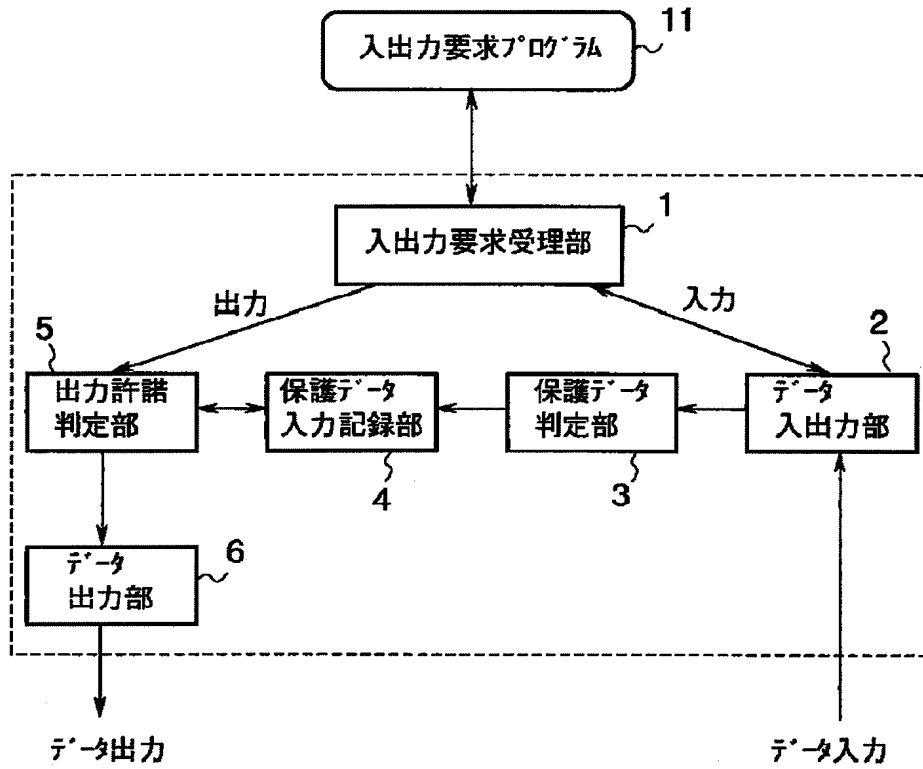 入出力要求プログラム
11
1
入出力要求受理部
出力
入力
5
2
出力許諾
判定部
保護データ
入力記録部
保護データ
判定部
データ
入出力部
4
3
データ
出力部
6
データ出力
データ入力